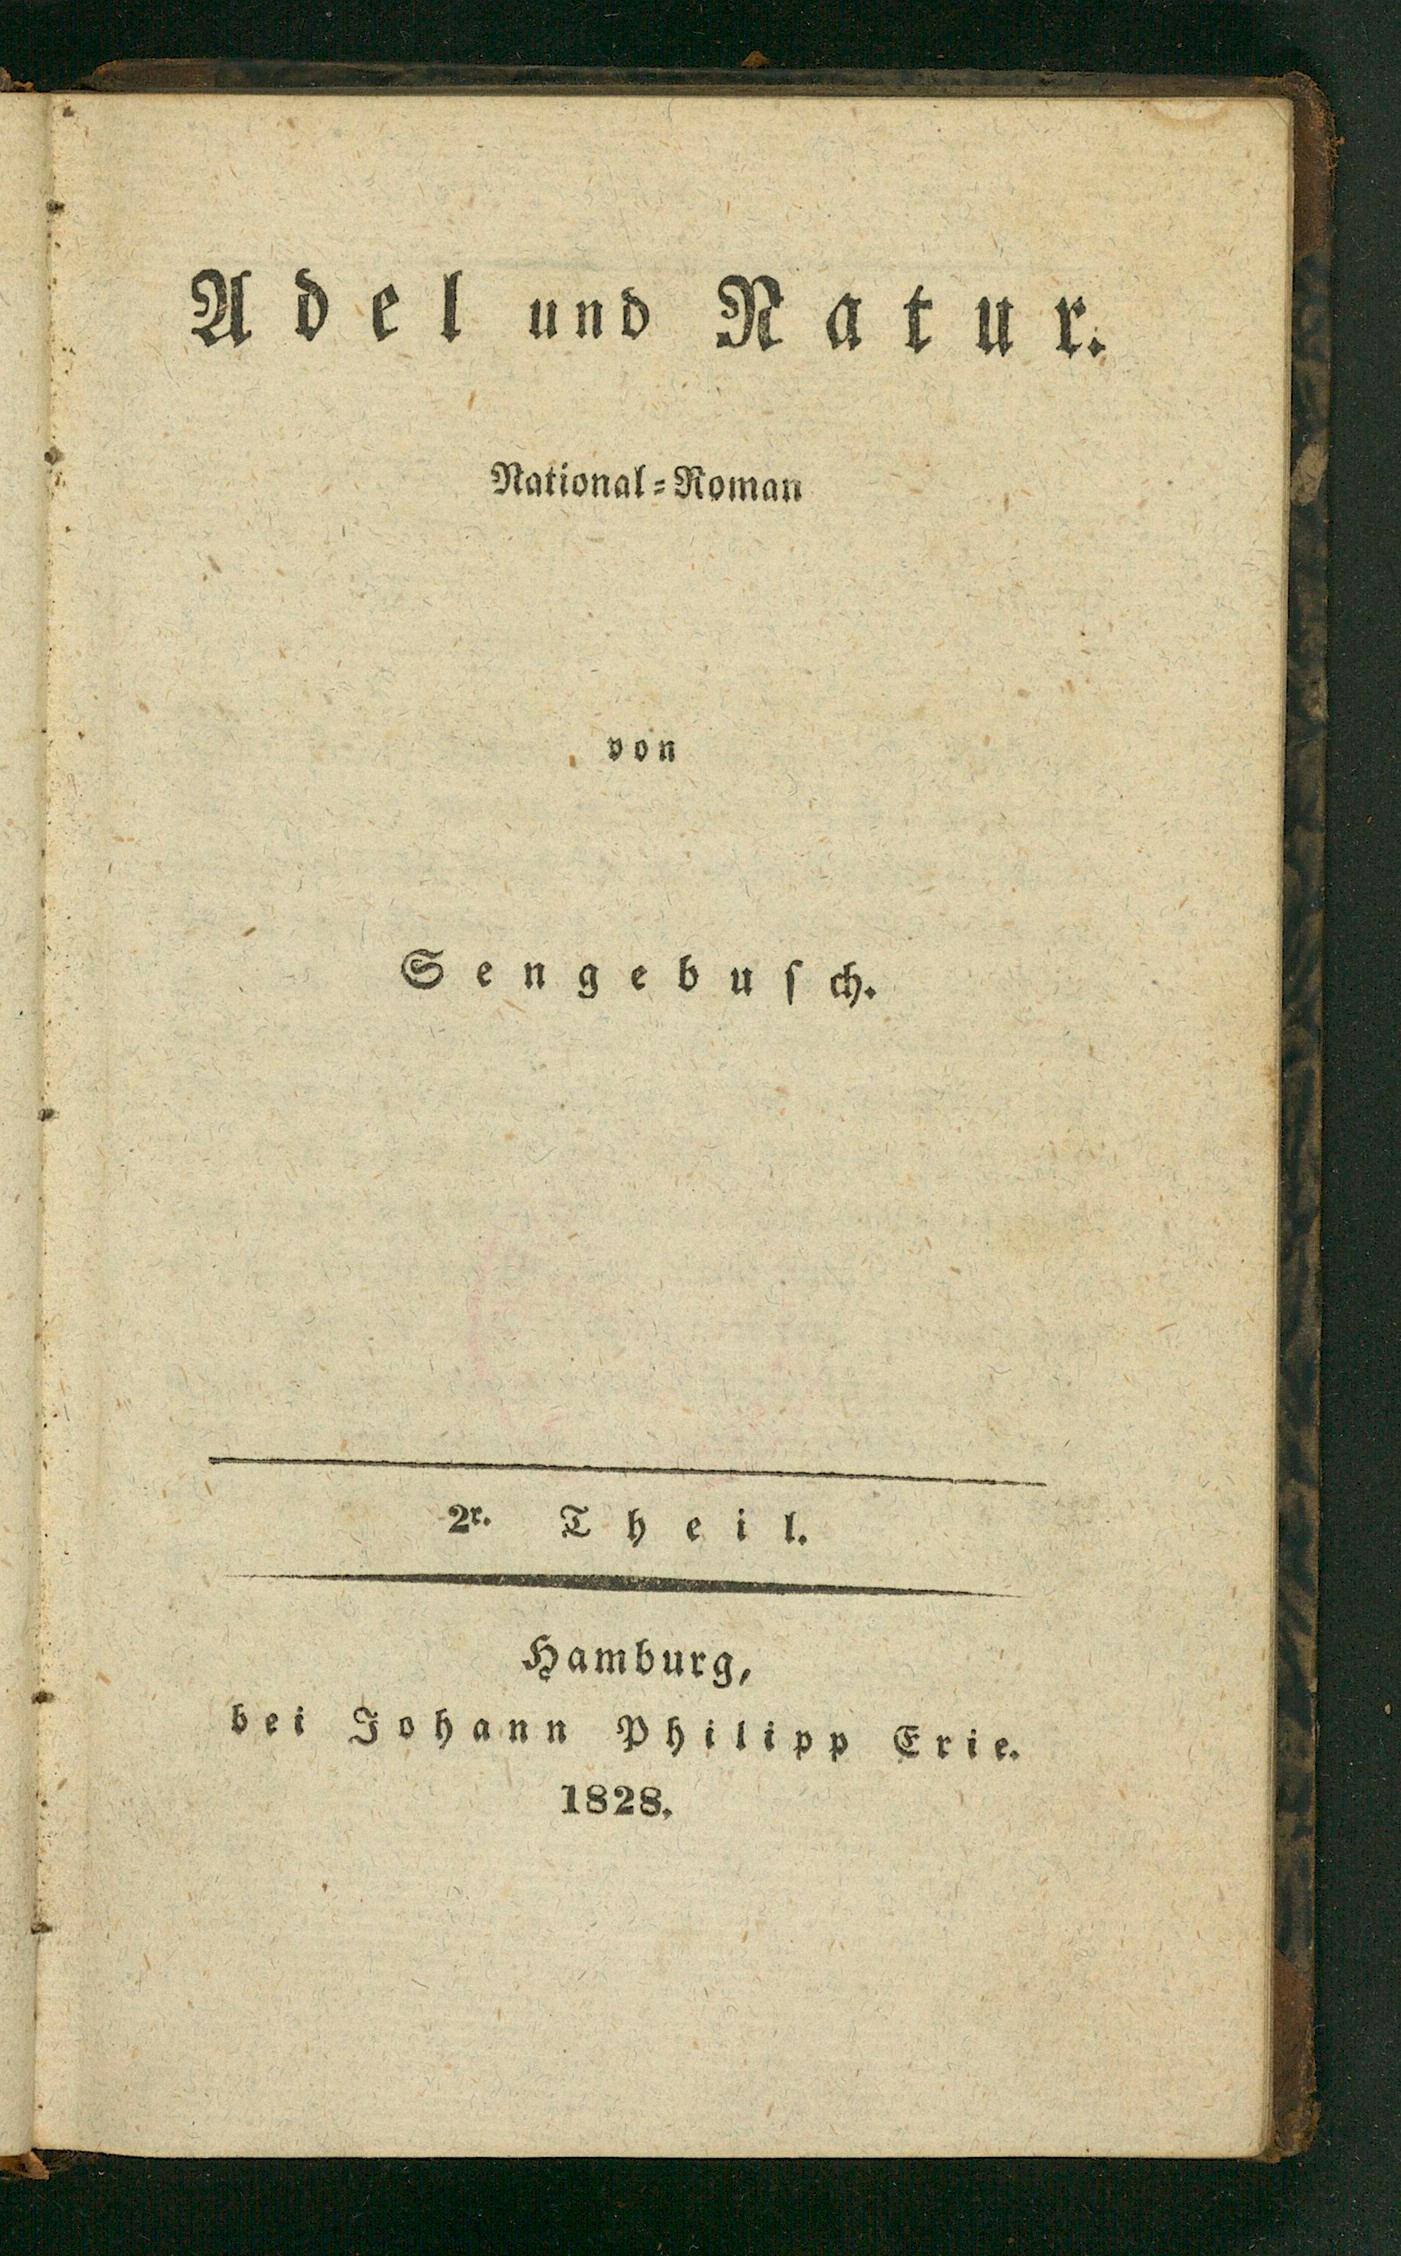 Adel und Natur.
National-Roman
von
Sengebuſch.
2r. Theil.
Hamburg,
bei Johann Philipp Erie.
1828.